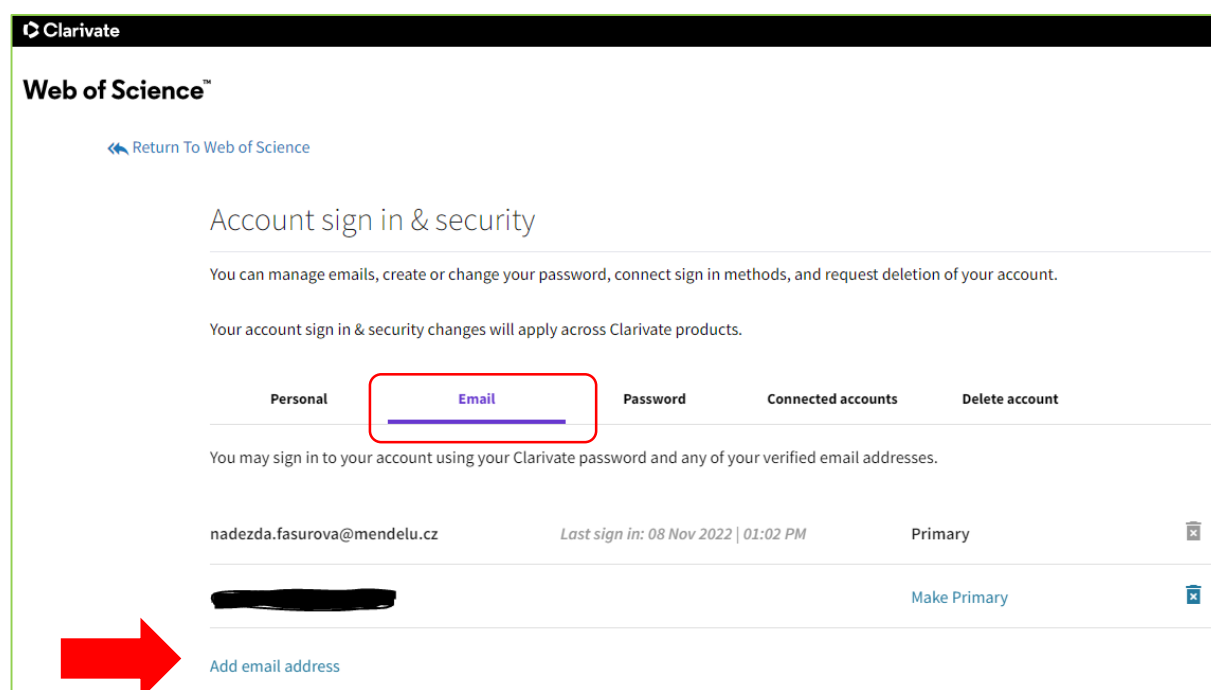 Clarivate
Web of Science™
Return To Web of Science
Account sign in & security
You can manage emails, create or change your password, connect sign in methods, and request deletion of your account.
Your account sign in & security changes will apply across Clarivate products.
Personal Email Password Connected accounts Delete account
You may sign in to your account using your Clarivate password and any of your verified email addresses.
nadezda.fasurova@mendelu.cz Last sign in: 08 Nov 2022 | 01:02 PM Primary
Make Primary
Add email address